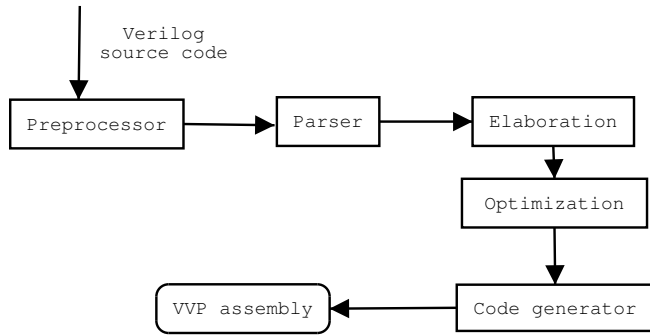 Verilog
source code
Preprocessor
Parser
Elaboration
Optimization
Code generator
VVP assembly